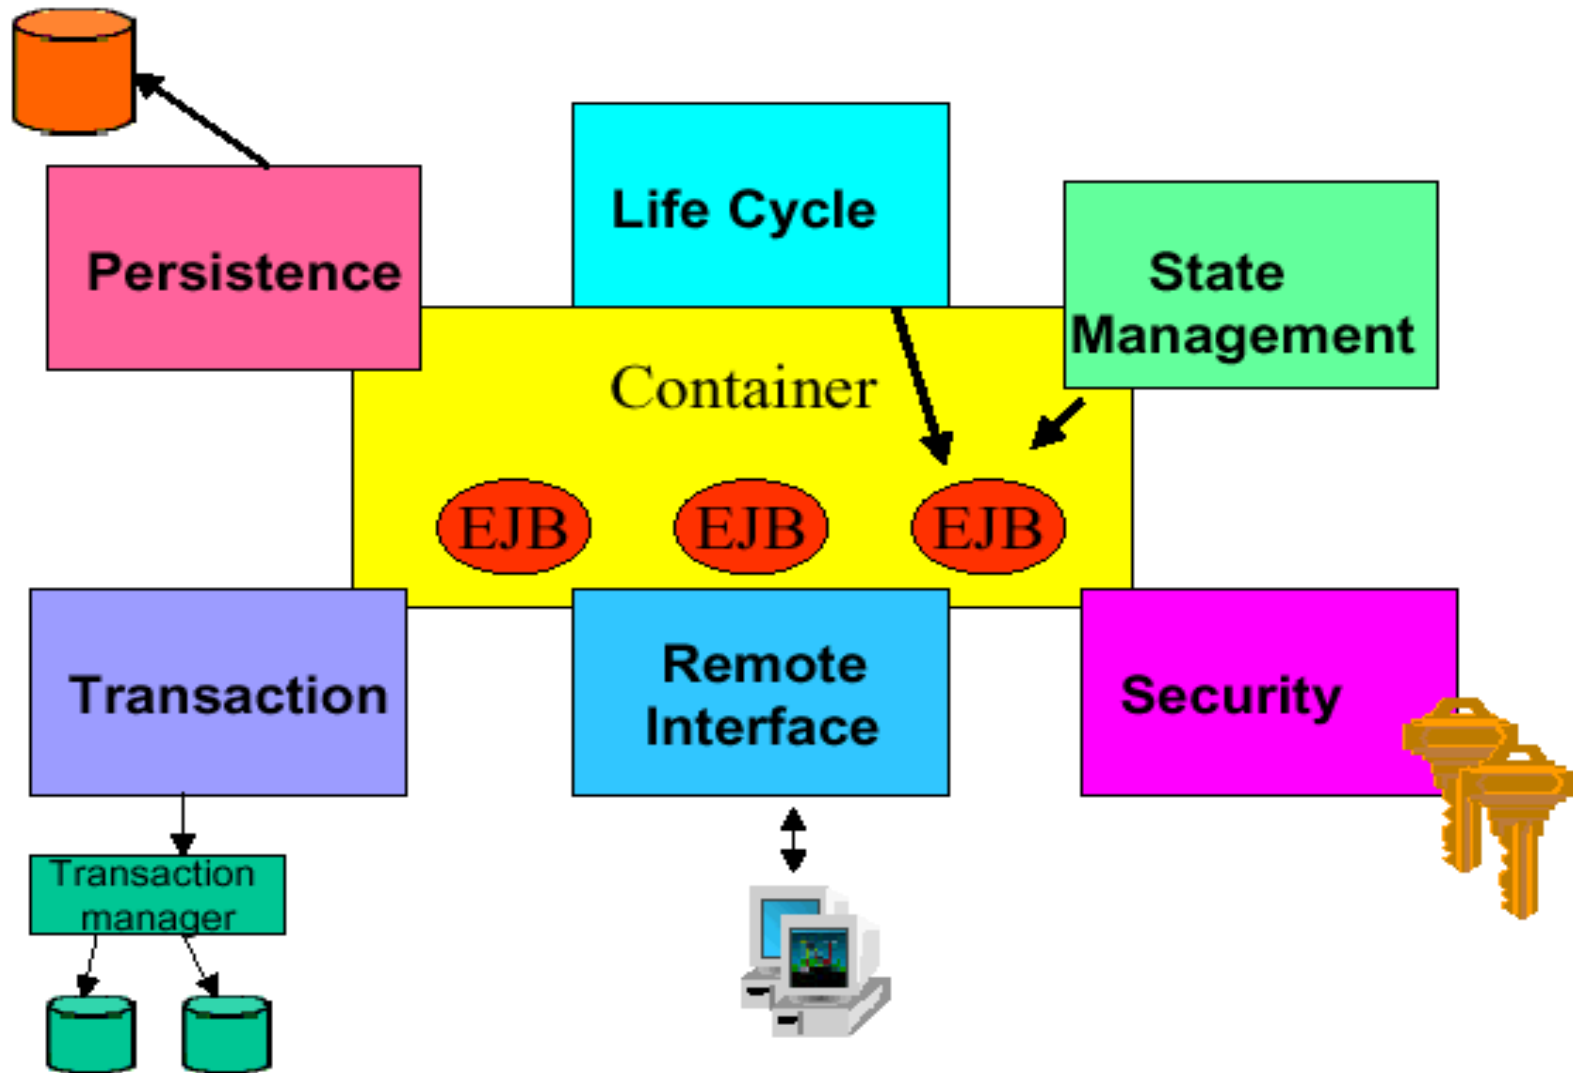 Life Cycle
Persistence
State
Management
Container
EJB
EJB
EJB
Transaction
Remote
Interface
Security
Transaction
manager